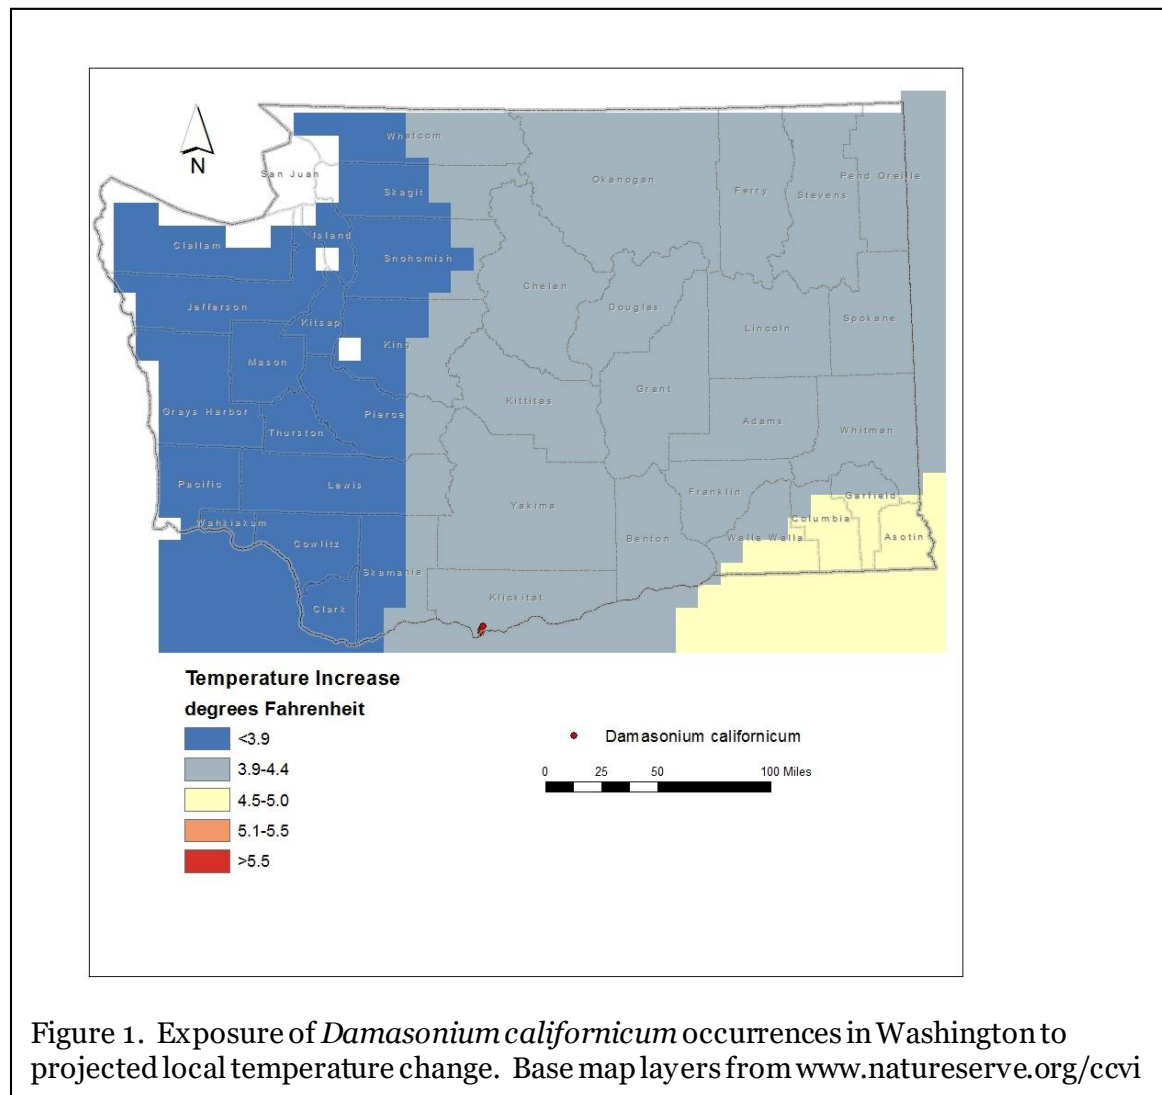 N
San Juan
Whatcom
Skagit
Okanogan
Ferry
Stevens
Pend Oreille
Clallam
Island
Snohomish
Chelan
Douglas
Jefferson
Kitsap
King
Lincoln
Spokane
Mason
Grays Harbor
Thurston
Pierce
Kittitas
Grant
Adams
Whitman
Pacific
Lewis
Yakima
Franklin
Garfield
Wahkiakum
Cowlitz
Skamania
Benton
Walla Walla
Columbia
Asotin
Clark
Klickitat
Temperature Increase
degrees Fahrenheit
<3.9
3.9-4.4
4.5-5.0
5.1-5.5
>5.5
Damasonium californicum
0 25 50 100 Miles
Figure 1. Exposure of Damasonium californicum occurrences in Washington to
projected local temperature change. Base map layers from www.natureserve.org/ccvi